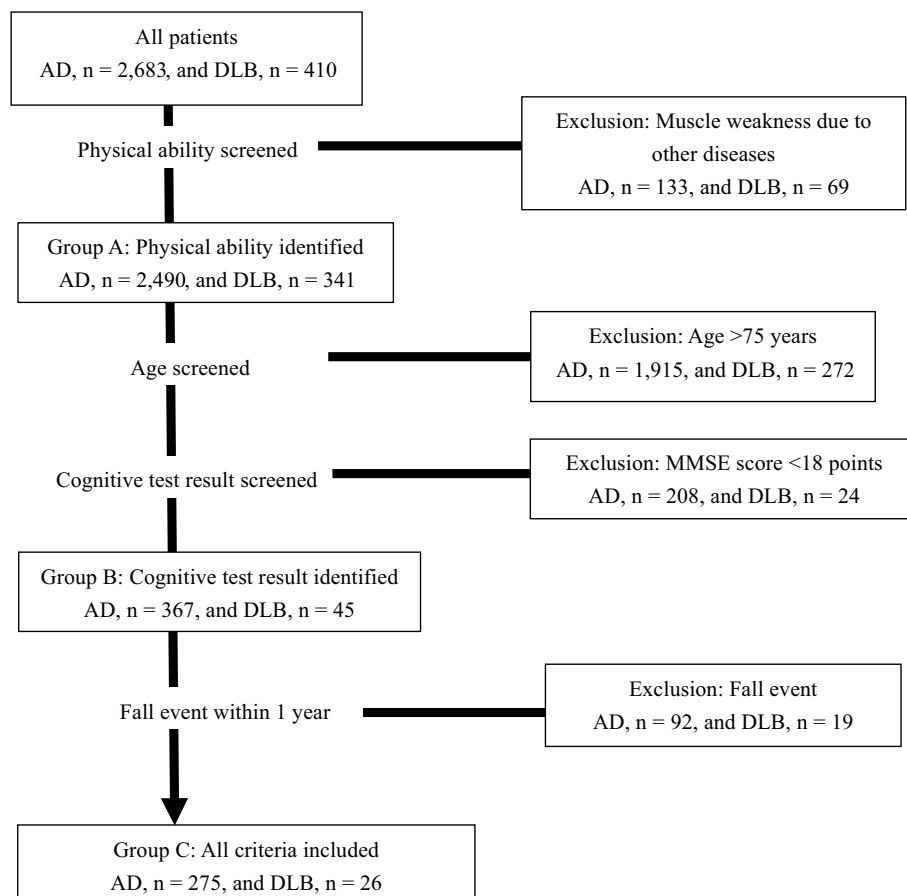 All patients
AD, n = 2,683, and DLB, n = 410
Physical ability screened
Exclusion: Muscle weakness due to
other diseases
AD, n = 133, and DLB, n = 69
Group A: Physical ability identified
AD, n = 2,490, and DLB, n = 341
Age screened
Exclusion: Age >75 years
AD, n = 1,915, and DLB, n = 272
Cognitive test result screened
Exclusion: MMSE score <18 points
AD, n = 208, and DLB, n = 24
Group B: Cognitive test result identified
AD, n = 367, and DLB, n = 45
Fall event within 1 year
Exclusion: Fall event
AD, n = 92, and DLB, n = 19
Group C: All criteria included
AD, n = 275, and DLB, n = 26